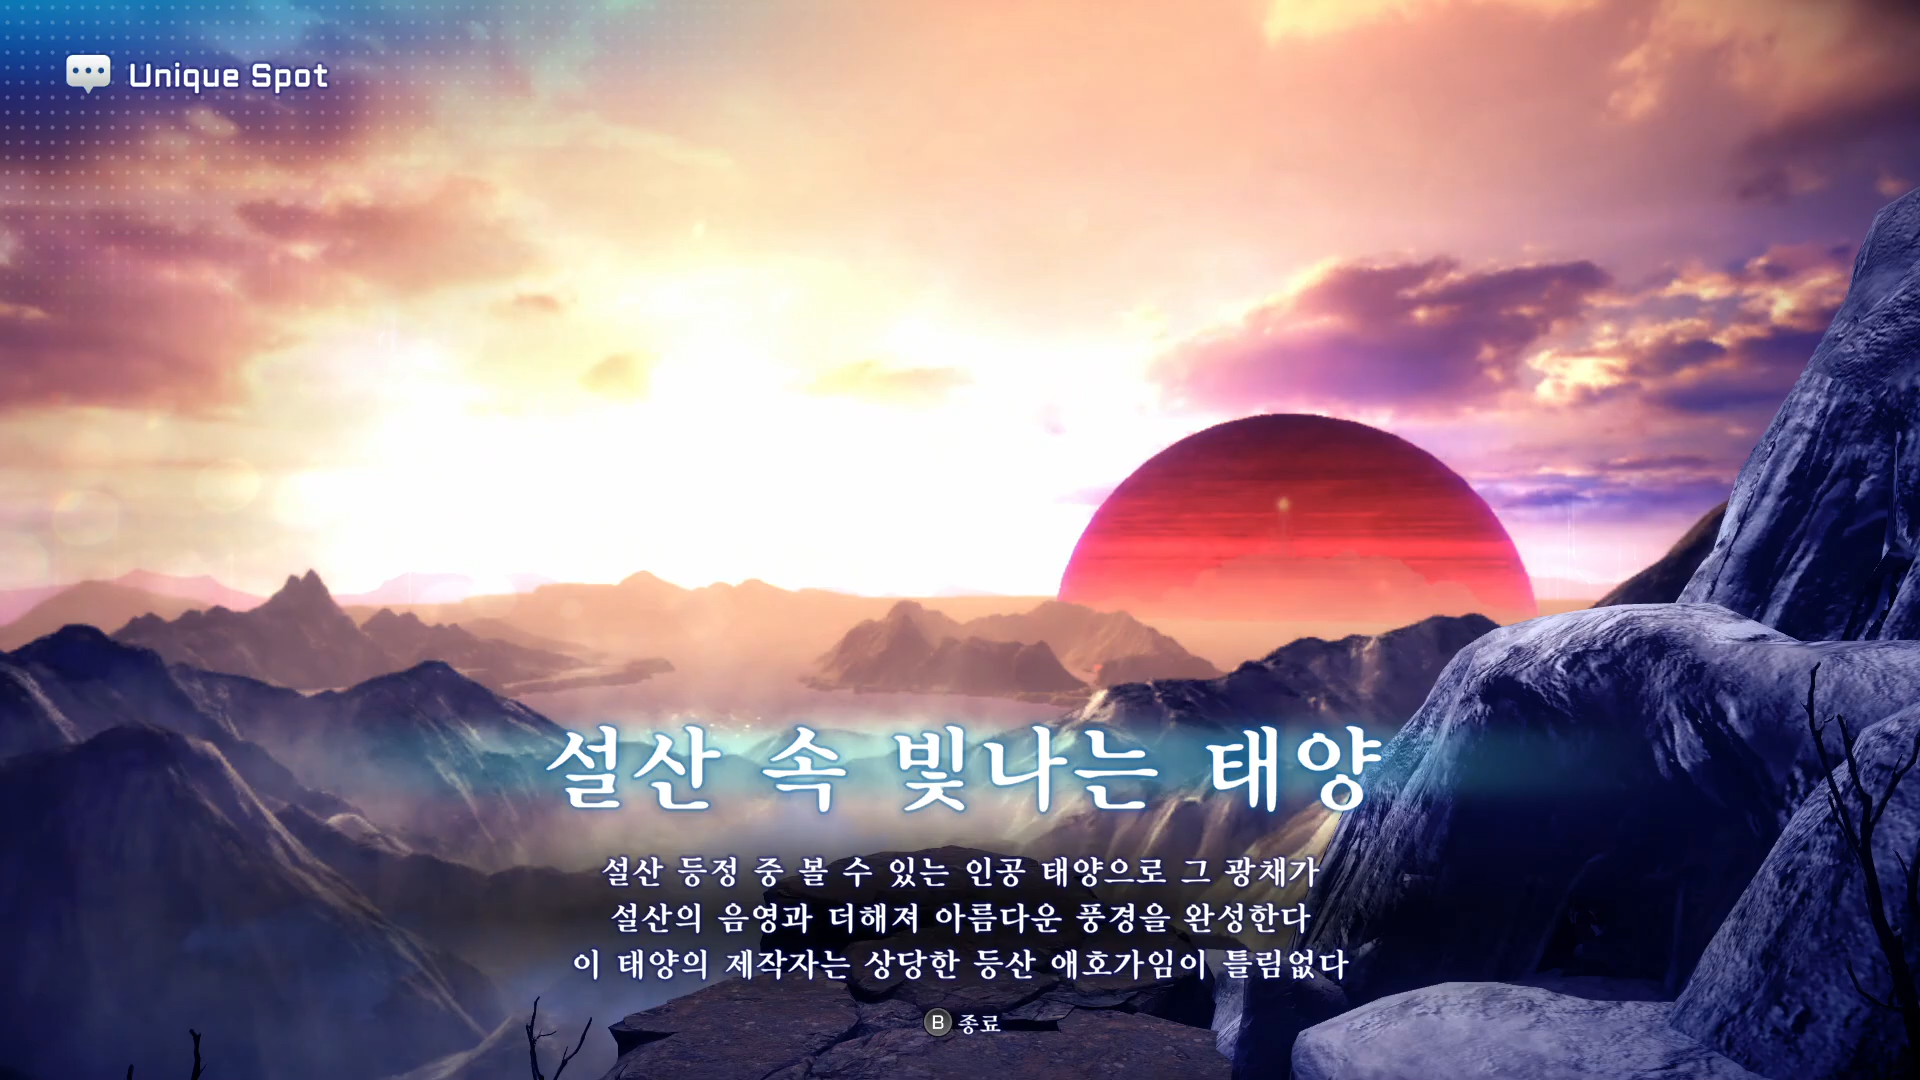 Unique Spot
설산 속 빛나는 태양
설산 등정 중 볼 수 있는 인공 태양으로 그 광채가
설산의 음영과 더해져 아름다운 풍경을 완성한다
이 태양의 제작자는 상당한 등산 애호가임이 틀림없다
B 종료